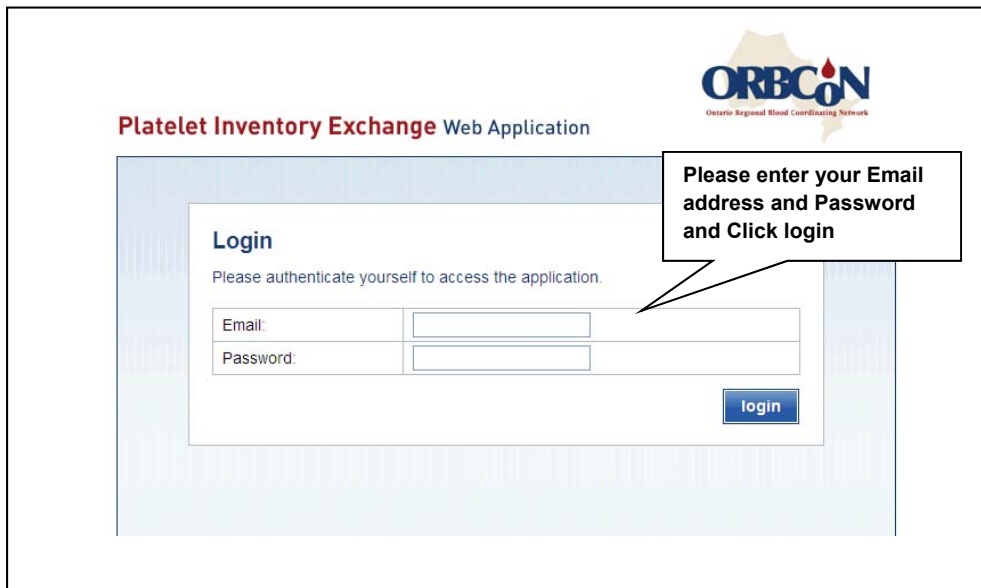 ORBCoN
Ontario Regional Blood Coordinating Network
Platelet Inventory Exchange Web Application
Please enter your Email
address and Password
and Click login
Login
Please authenticate yourself to access the application.
Email:
Password:
login